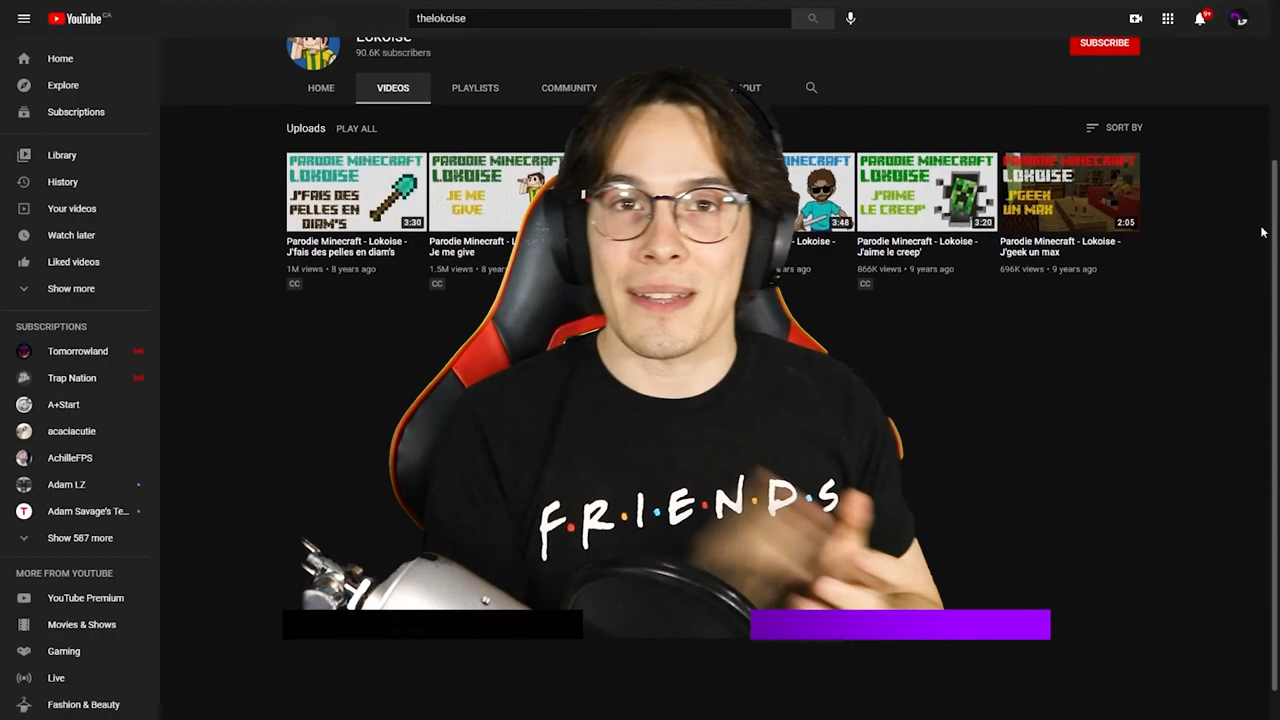 YouTube CA
thelokoise
9+
Lokoise
90.6K subscribers
SUBSCRIBE
HOME
VIDEOS
PLAYLISTS
COMMUNITY
OUT
Uploads
PLAY ALL
SORT BY
Home
Explore
Subscriptions
Library
History
Your videos
Watch later
Liked videos
Show more
SUBSCRIPTIONS
Tomorrowland
Trap Nation
A+Start
acaciacutie
AchilleFPS
Adam LZ
T
Adam Savage's Te...
Show 587 more
MORE FROM YOUTUBE
YouTube Premium
Movies & Shows
Gaming
Live
Fashion & Beauty
PARODIE MINECRAFT
LOKOISE
J'FAIS DES
PELLES EN
DIAM'S
3:30
Parodie Minecraft - Lokoise -
J'fais des pelles en diam's
1M views • 8 years ago
CC
PARODIE MINECRAFT
LOKOISE
JE ME
GIVE
Parodie Minecraft - Lok
Je me give
1.5M views • 8 year
CC
MINECRAFT
3:48
okoise -
ars ago
PARODIE MINECRAFT
LOKOISE
J'AIME
LE CREEP'
3:20
Parodie Minecraft - Lokoise -
J'aime le creep'
866K views • 9 years ago
CC
PARODIE MINECRAFT
LOKOISE
J'GEEK
UN MAX
2:05
Parodie Minecraft - Lokoise -
J'geek un max
696K views • 9 years ago
F•R•I•E•N•D•S